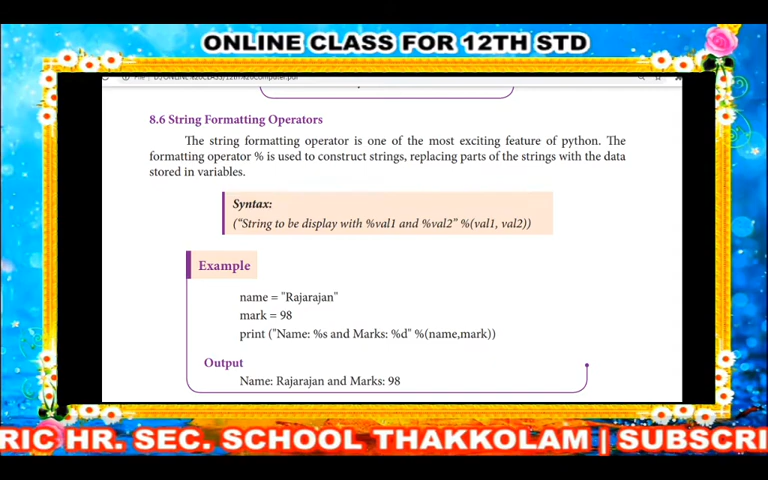 ONLINE CLASS FOR 12TH STD
8.6 String Formatting Operators
The string formatting operator is one of the most exciting feature of python. The
formatting operator % is used to construct strings, replacing parts of the strings with the data
stored in variables.
Syntax:
(“String to be display with %val1 and %val2” %(val1, val2))
Example
name = "Rajarajan"
mark = 98
print ("Name: %s and Marks: %d" %(name,mark))
Output
Name: Rajarajan and Marks: 98
RIC HR. SEC. SCHOOL THAKKOLAM | SUBSCRI